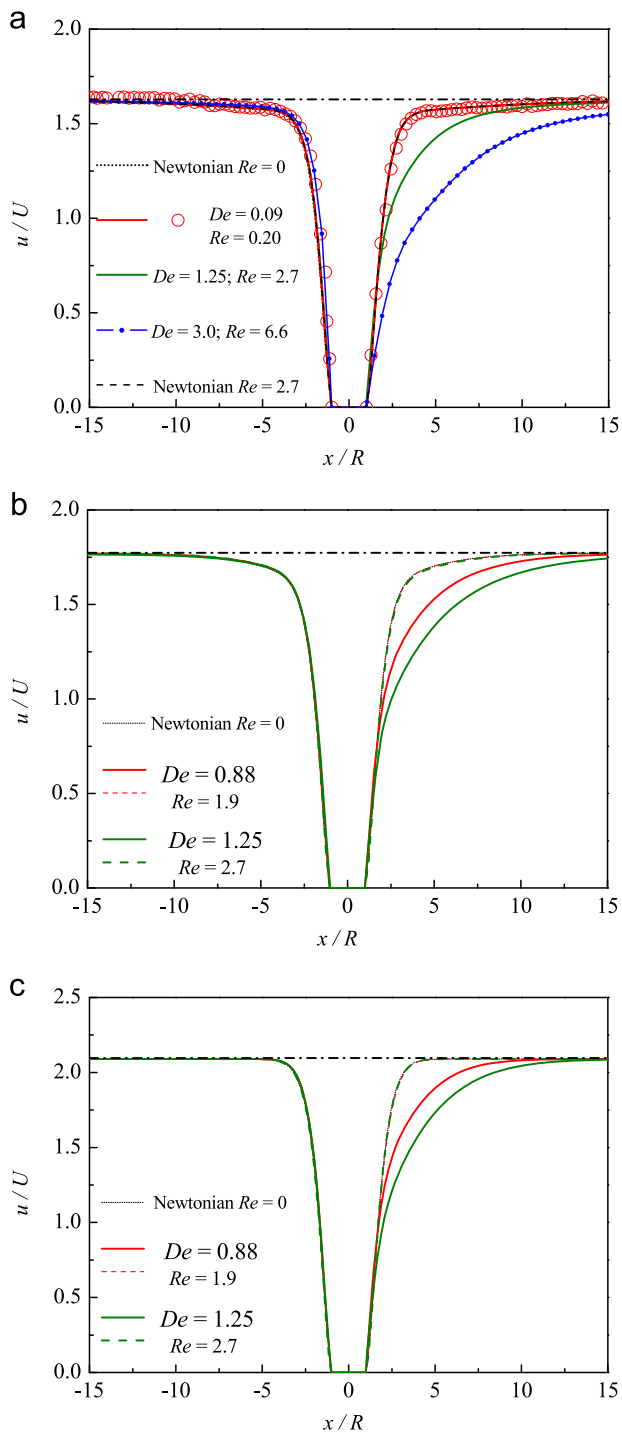 a
2.0
1.5
1.0
0.5
0.0
u / U
Newtonian Re = 0
De = 0.09
Re = 0.20
De = 1.25; Re = 2.7
De = 3.0; Re = 6.6
Newtonian Re = 2.7
-15 -10 -5 0 5 10 15
x / R
b
2.0
1.5
1.0
0.5
0.0
u / U
Newtonian Re = 0
De = 0.88
Re = 1.9
De = 1.25
Re = 2.7
-15 -10 -5 0 5 10 15
x / R
c
2.5
2.0
1.5
1.0
0.5
0.0
u / U
Newtonian Re = 0
De = 0.88
Re = 1.9
De = 1.25
Re = 2.7
-15 -10 -5 0 5 10 15
x / R